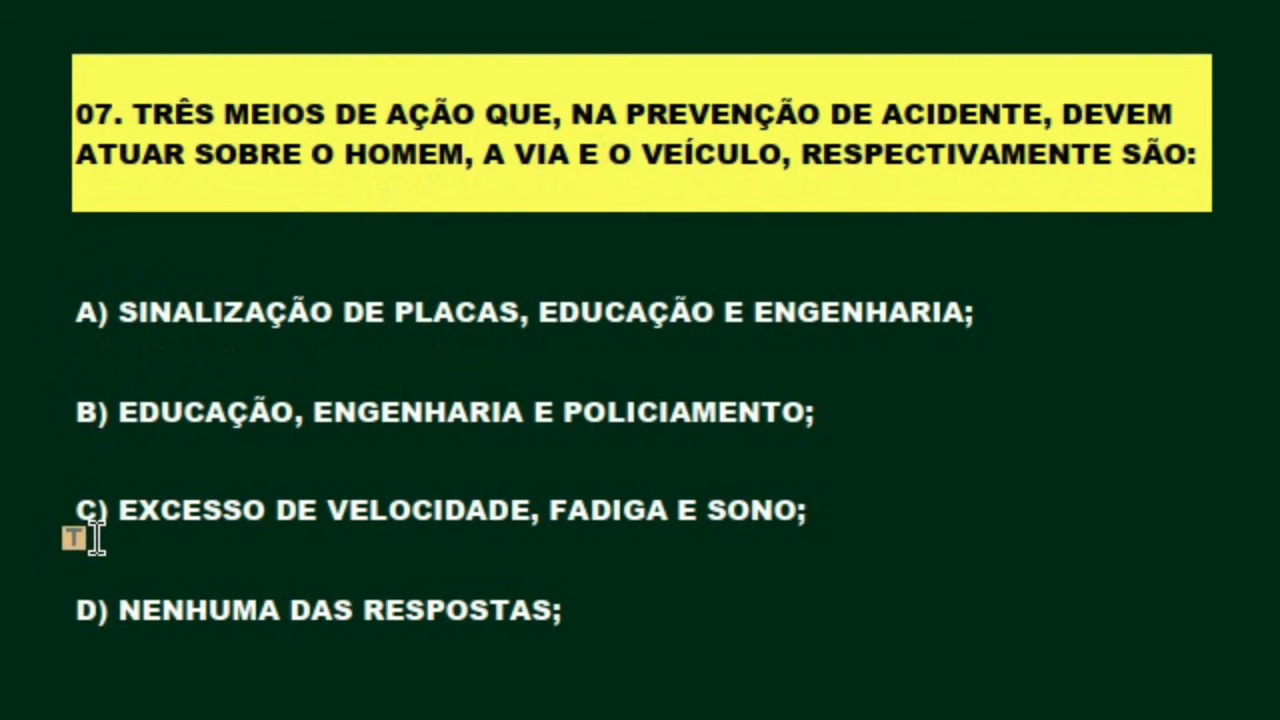 07. TRÊS MEIOS DE AÇÃO QUE, NA PREVENÇÃO DE ACIDENTE, DEVEM
ATUAR SOBRE O HOMEM, A VIA E O VEÍCULO, RESPECTIVAMENTE SÃO:
A) SINALIZAÇÃO DE PLACAS, EDUCAÇÃO E ENGENHARIA;
B) EDUCAÇÃO, ENGENHARIA E POLICIAMENTO;
C) EXCESSO DE VELOCIDADE, FADIGA E SONO;
T
D) NENHUMA DAS RESPOSTAS;